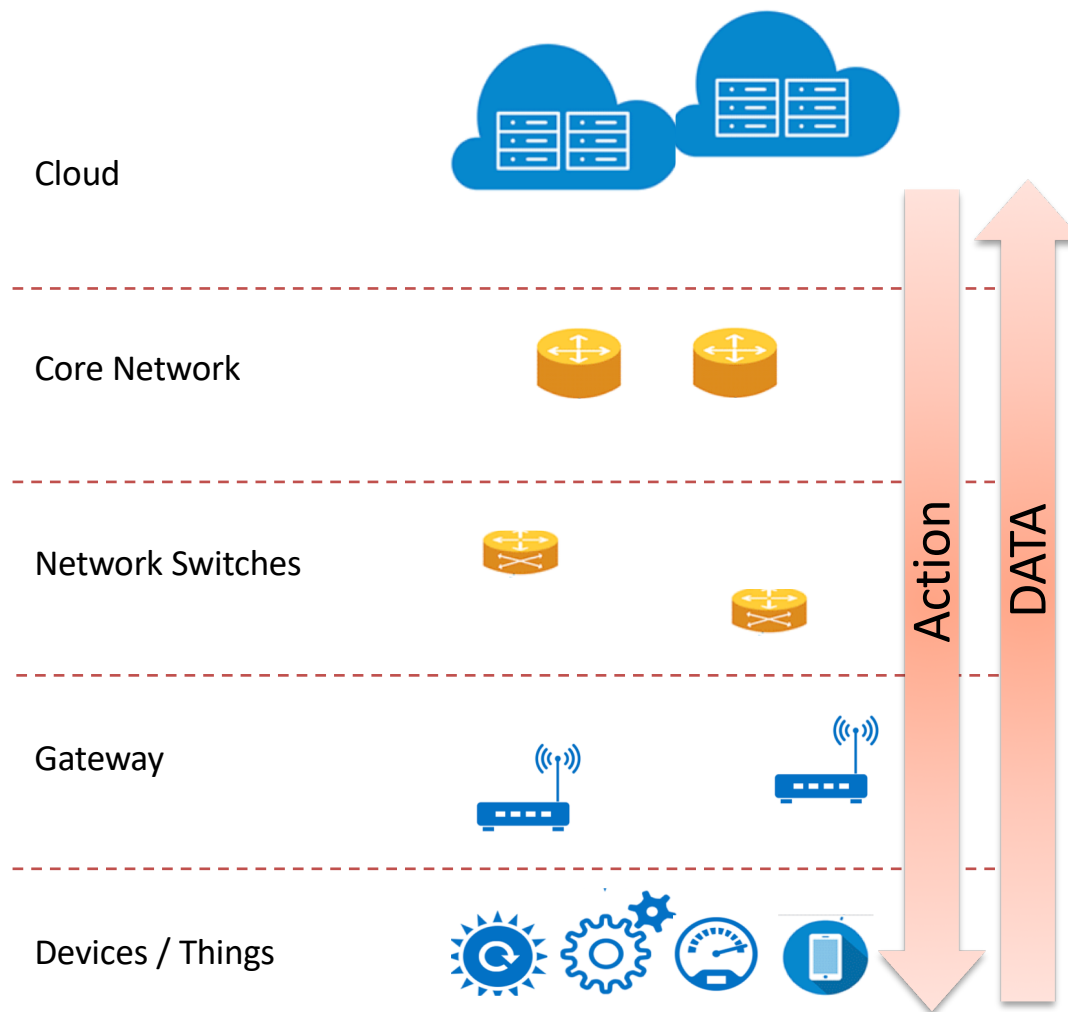 Cloud
Core Network
Network Switches
Gateway
Devices / Things
Action
DATA